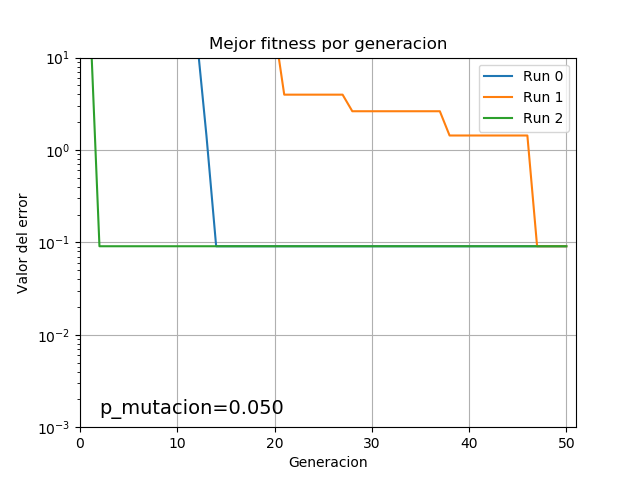 Mejor fitness por generacion
Run 0
Run 1
Run 2
10^1
10^0
10^-1
10^-2
10^-3
Valor del error
p_mutacion=0.050
0 10 20 30 40 50
Generacion